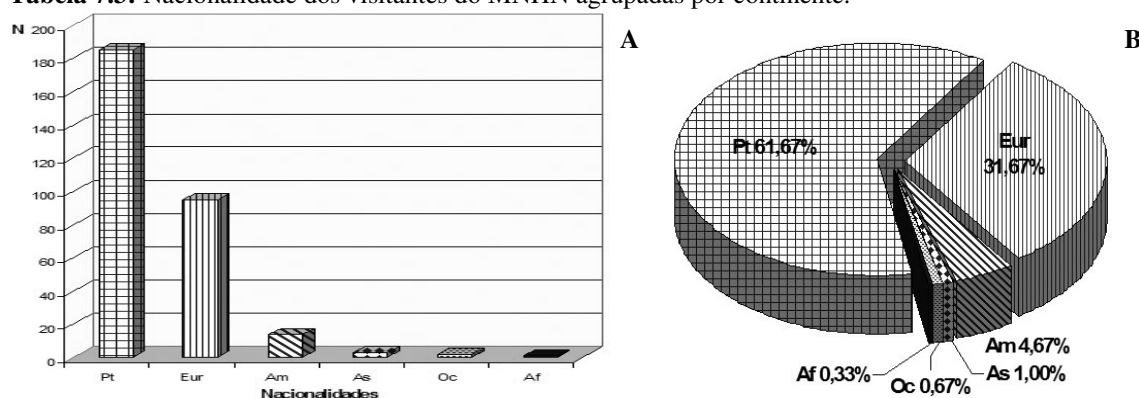 Tabela 7.3: Nacionalidade dos visitantes do MNHN agrupadas por continente.
N
200
180
160
140
120
100
80
60
40
20
0
Pt Eur Am As Oc Af
Nacionalidades
A
B
Pt 61,67%
Eur
31,67%
Am 4,67%
As 1,00%
Oc 0,67%
Af 0,33%